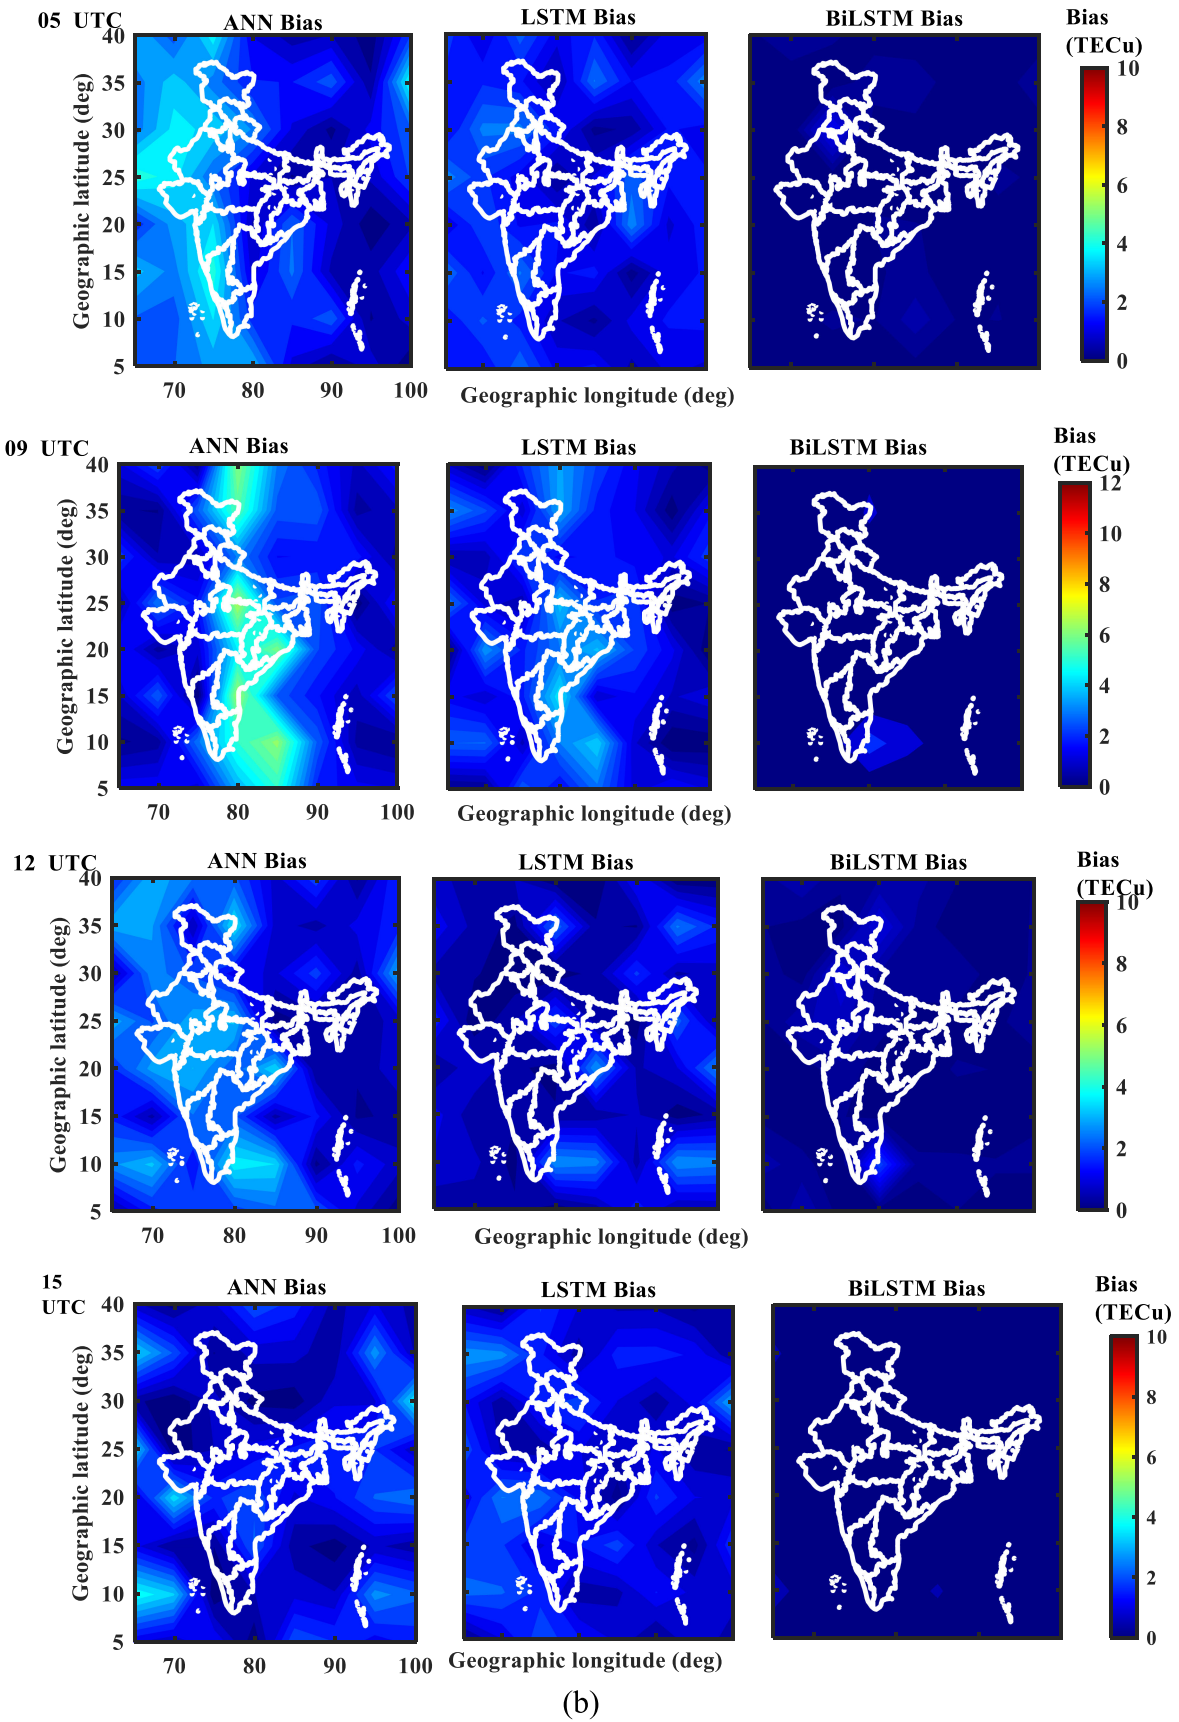 05 UTC
ANN Bias
LSTM Bias
BiLSTM Bias
Bias
(TECu)
Geographic latitude (deg)
40
35
30
25
20
15
10
5
70
80
90
100
Geographic longitude (deg)
10
8
6
4
2
0
09 UTC
ANN Bias
LSTM Bias
BiLSTM Bias
Bias
(TECu)
Geographic latitude (deg)
40
35
30
25
20
15
10
5
70
80
90
100
Geographic longitude (deg)
12
10
8
6
4
2
0
12 UTC
ANN Bias
LSTM Bias
BiLSTM Bias
Bias
(TECu)
Geographic latitude (deg)
40
35
30
25
20
15
10
5
70
80
90
100
Geographic longitude (deg)
10
8
6
4
2
0
15
UTC
ANN Bias
LSTM Bias
BiLSTM Bias
Bias
(TECu)
Geographic latitude (deg)
40
35
30
25
20
15
10
5
70
80
90
100
Geographic longitude (deg)
10
8
6
4
2
0
(b)